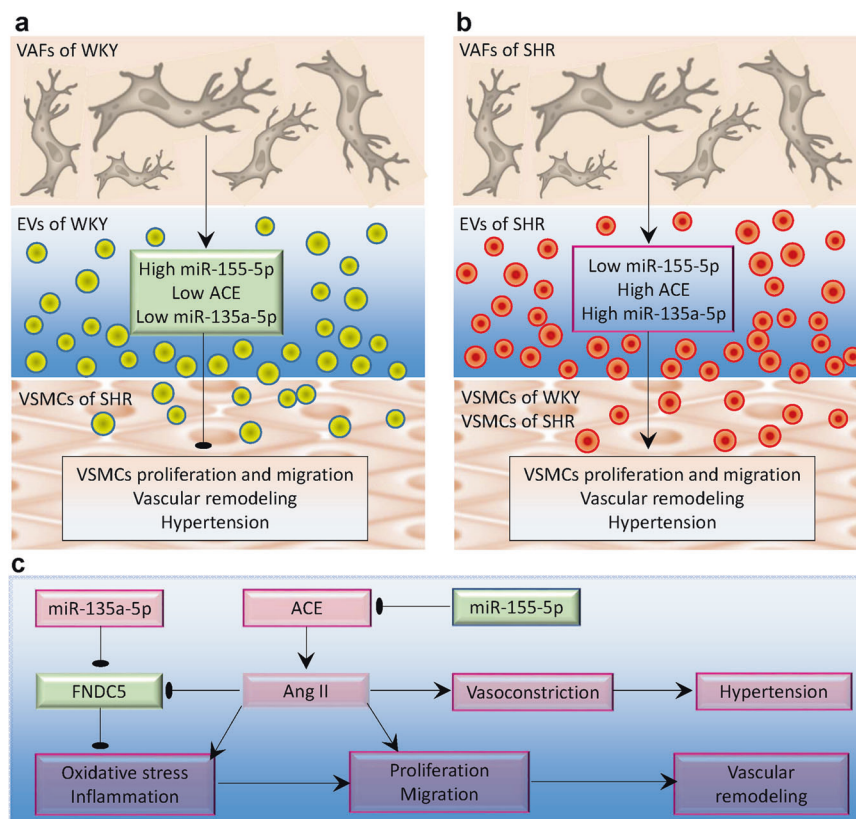 a
VAFs of WKY
EVs of WKY
High miR-155-5p
Low ACE
Low miR-135a-5p
VSMCs of SHR
VSMCs proliferation and migration
Vascular remodeling
Hypertension
b
VAFs of SHR
EVs of SHR
Low miR-155-5p
High ACE
High miR-135a-5p
VSMCs of WKY
VSMCs of SHR
VSMCs proliferation and migration
Vascular remodeling
Hypertension
c
miR-135a-5p
ACE
miR-155-5p
FNDC5
Ang II
Vasoconstriction
Hypertension
Oxidative stress
Inflammation
Proliferation
Migration
Vascular
remodeling